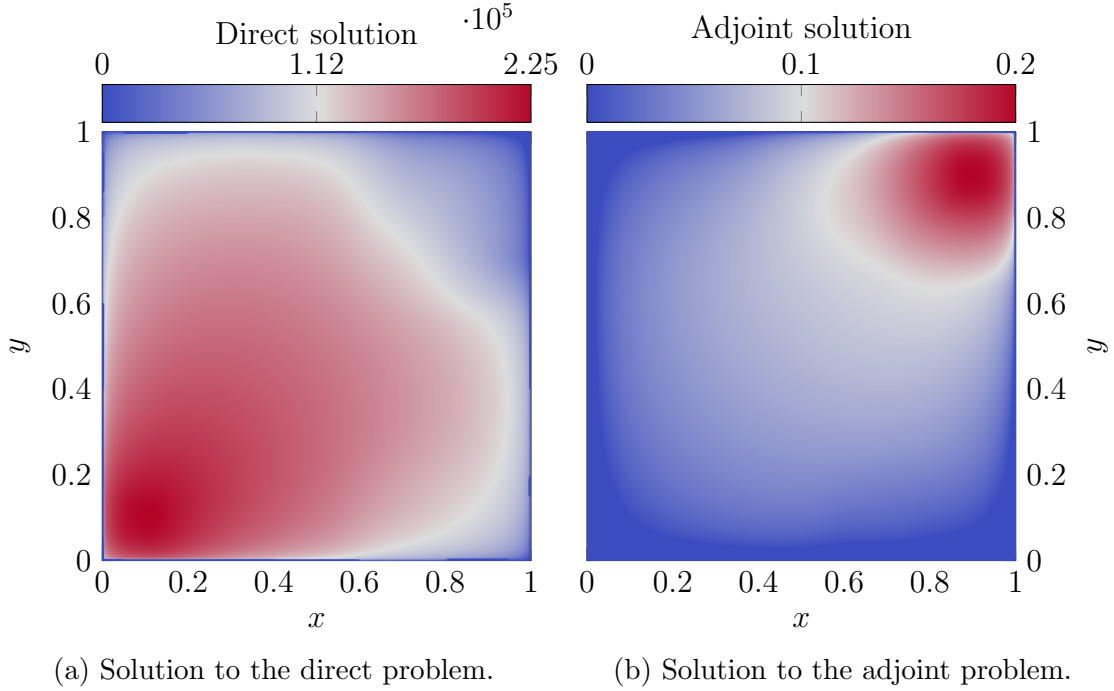 Direct solution ·10⁵
0 1.12 2.25
1
0.8
0.6
0.4
0.2
0
y
0 0.2 0.4 0.6 0.8 1
x
(a) Solution to the direct problem.
Adjoint solution
0 0.1 0.2
1
0.8
0.6
0.4
0.2
0
y
0 0.2 0.4 0.6 0.8 1
x
(b) Solution to the adjoint problem.